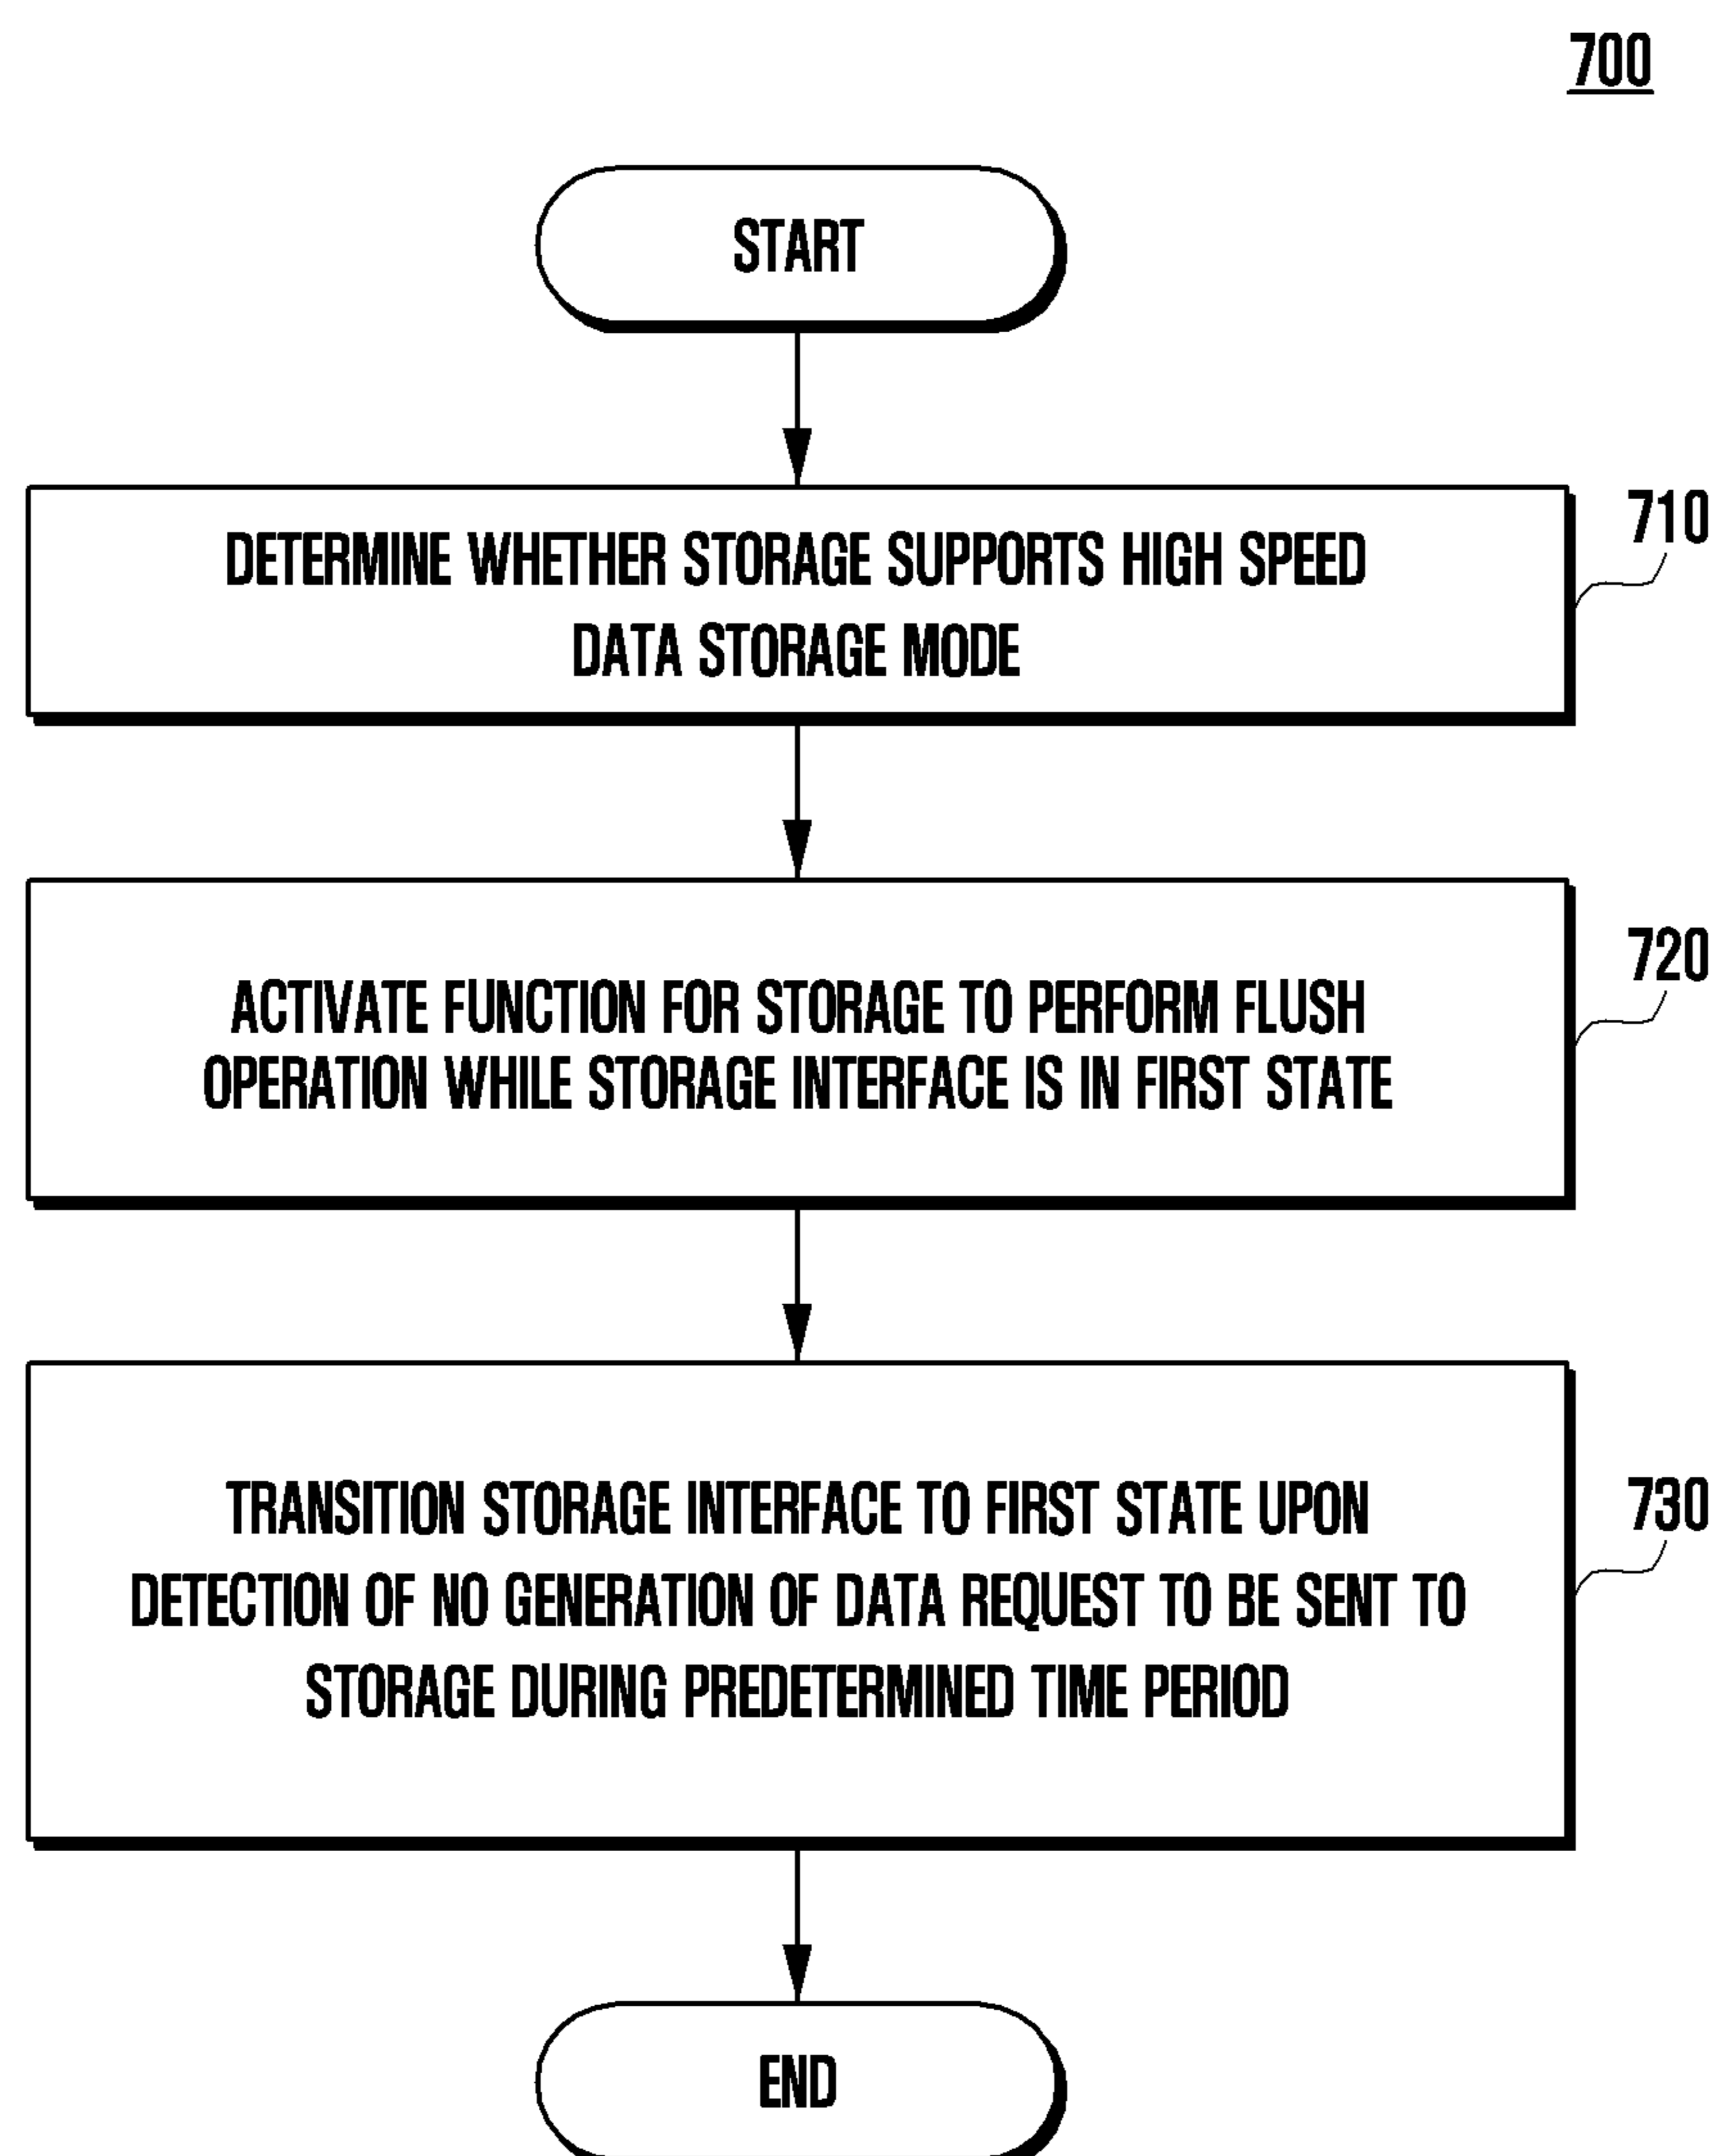 700
START
DETERMINE WHETHER STORAGE SUPPORTS HIGH SPEED
DATA STORAGE MODE
710
ACTIVATE FUNCTION FOR STORAGE TO PERFORM FLUSH
OPERATION WHILE STORAGE INTERFACE IS IN FIRST STATE
720
TRANSITION STORAGE INTERFACE TO FIRST STATE UPON
DETECTION OF NO GENERATION OF DATA REQUEST TO BE SENT TO
STORAGE DURING PREDETERMINED TIME PERIOD
730
END